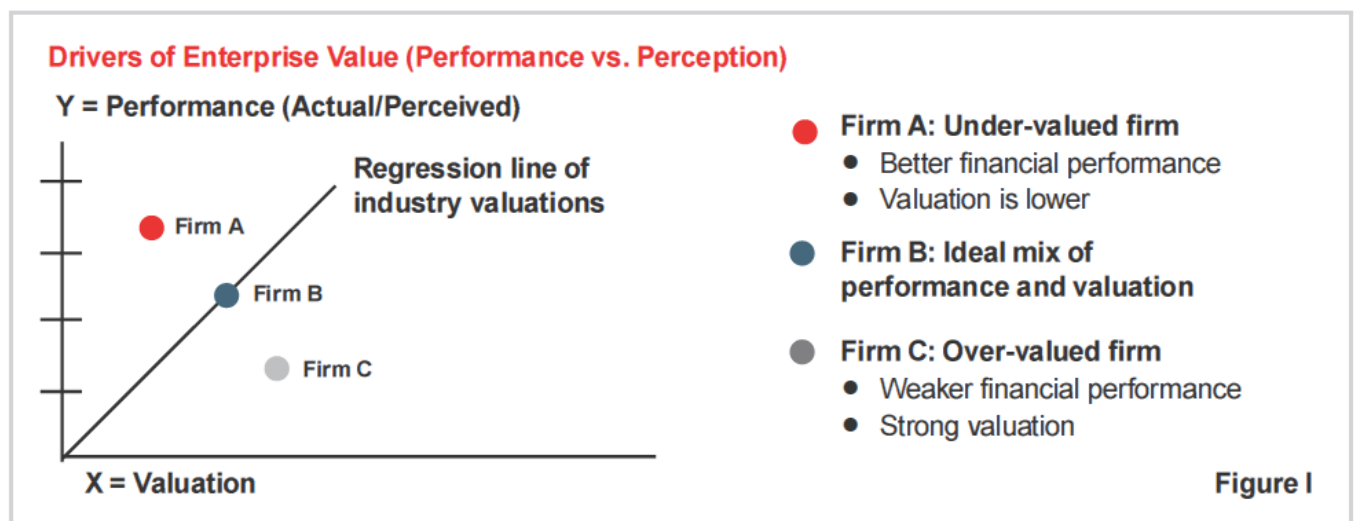 Drivers of Enterprise Value (Performance vs. Perception)
Y = Performance (Actual/Perceived)
Regression line of
industry valuations
Firm A
Firm B
Firm C
X = Valuation
Firm A: Under-valued firm
● Better financial performance
● Valuation is lower
Firm B: Ideal mix of
performance and valuation
Firm C: Over-valued firm
● Weaker financial performance
● Strong valuation
Figure I